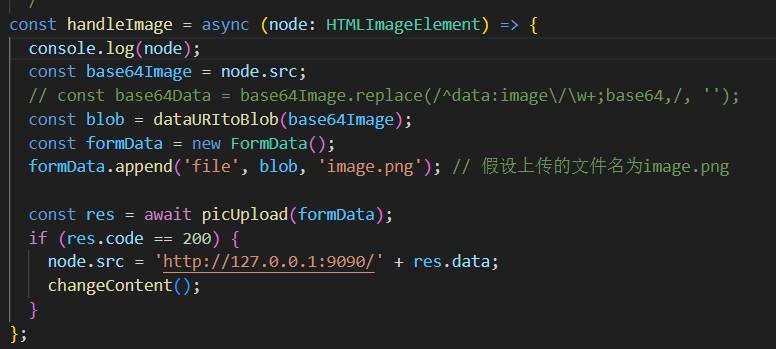 const handleImage = async (node: HTMLImageElement) => {
console.log(node);
const base64Image = node.src;
// const base64Data = base64Image.replace(/^data:image\/\w+;base64,/, '');
const blob = dataURItoBlob(base64Image);
const formData = new FormData();
formData.append('file', blob, 'image.png'); // 假设上传的文件名为image.png
const res = await picUpload(formData);
if (res.code == 200) {
node.src = 'http://127.0.0.1:9090/' + res.data;
changeContent();
}
};